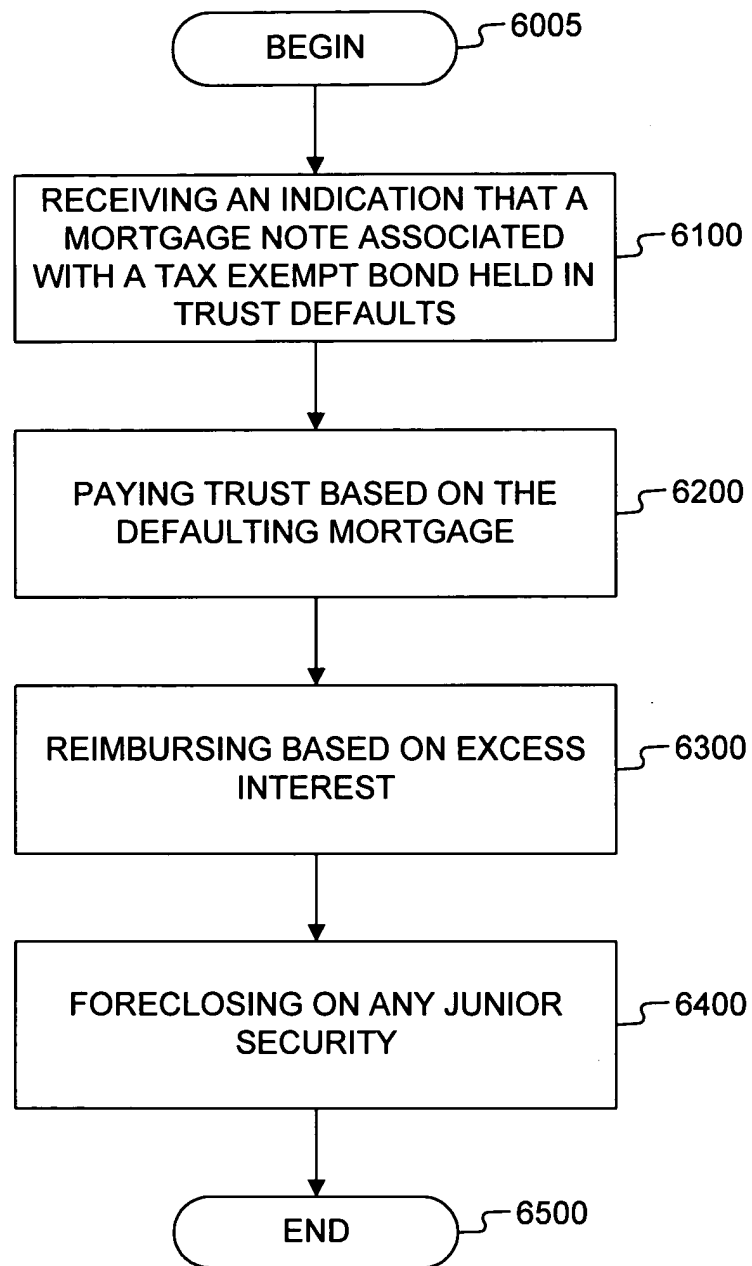 BEGIN
6005
RECEIVING AN INDICATION THAT A
MORTGAGE NOTE ASSOCIATED
WITH A TAX EXEMPT BOND HELD IN
TRUST DEFAULTS
6100
PAYING TRUST BASED ON THE
DEFAULTING MORTGAGE
6200
REIMBURSING BASED ON EXCESS
INTEREST
6300
FORECLOSING ON ANY JUNIOR
SECURITY
6400
END
6500